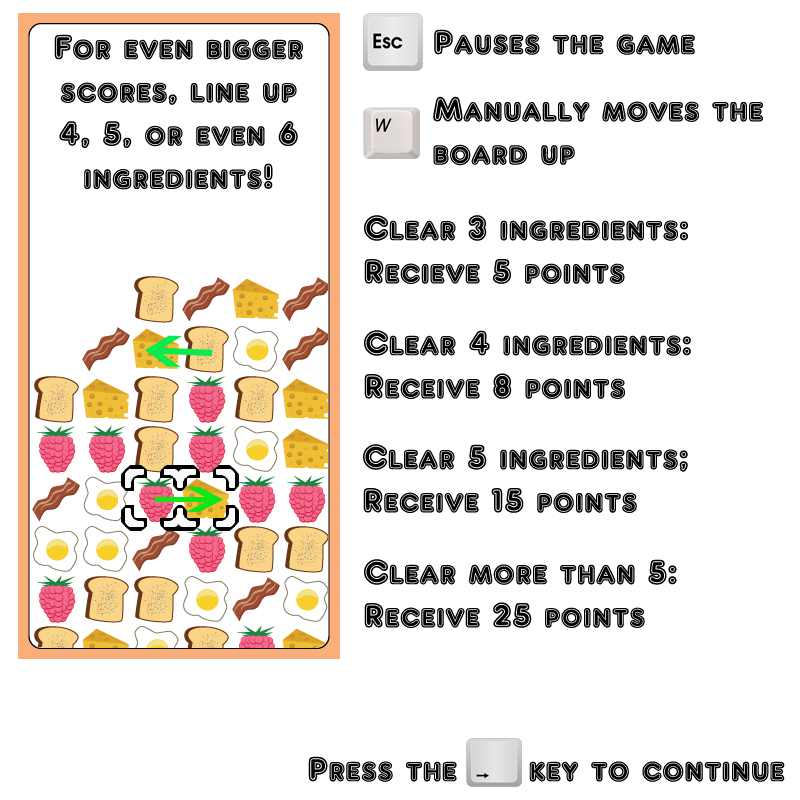 For even bigger
scores, line up
4, 5, or even 6
ingredients!
Esc Pauses the game
W Manually moves the
board up
Clear 3 ingredients:
Recieve 5 points
Clear 4 ingredients:
Receive 8 points
Clear 5 ingredients;
Receive 15 points
Clear more than 5:
Receive 25 points
Press the → key to continue